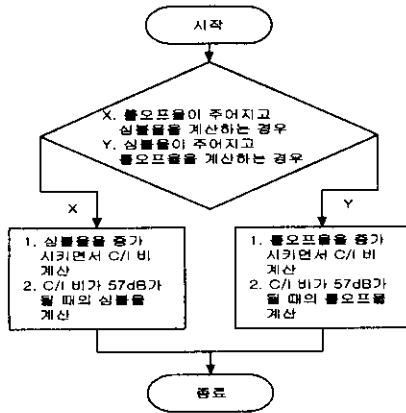 시작
X. 롤오프율이 주어지고
심볼율을 계산하는 경우
Y. 심볼율이 주어지고
롤오프율을 계산하는 경우
X
Y
1. 심볼율을 증가
시키면서 C/I 비
계산
2. C/I 비가 57dB가
될 때의 심볼율
계산
1. 롤오프율을 증가
시키면서 C/I 비
계산
2. C/I 비가 57dB가
될 때의 롤오프율
계산
종료